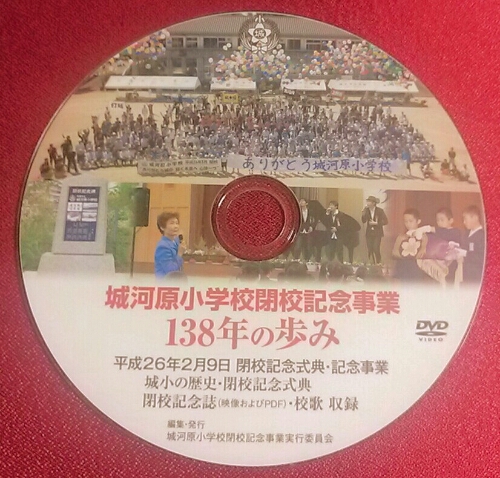 ありがとう城河原小学校
城河原小学校閉校記念事業
138年の歩み
平成26年2月9日 閉校記念式典・記念事業
城小の歴史・閉校記念式典
閉校記念誌(映像およびPDF)・校歌 収録
DVD
VIDEO
編集・発行
城河原小学校閉校記念事業実行委員会